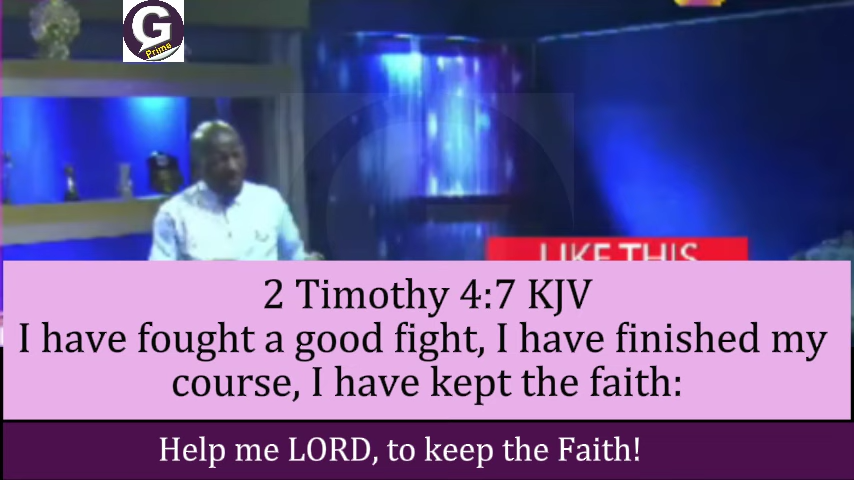 G
Prime
LIKE THIS
2 Timothy 4:7 KJV
I have fought a good fight, I have finished my
course, I have kept the faith:
Help me LORD, to keep the Faith!